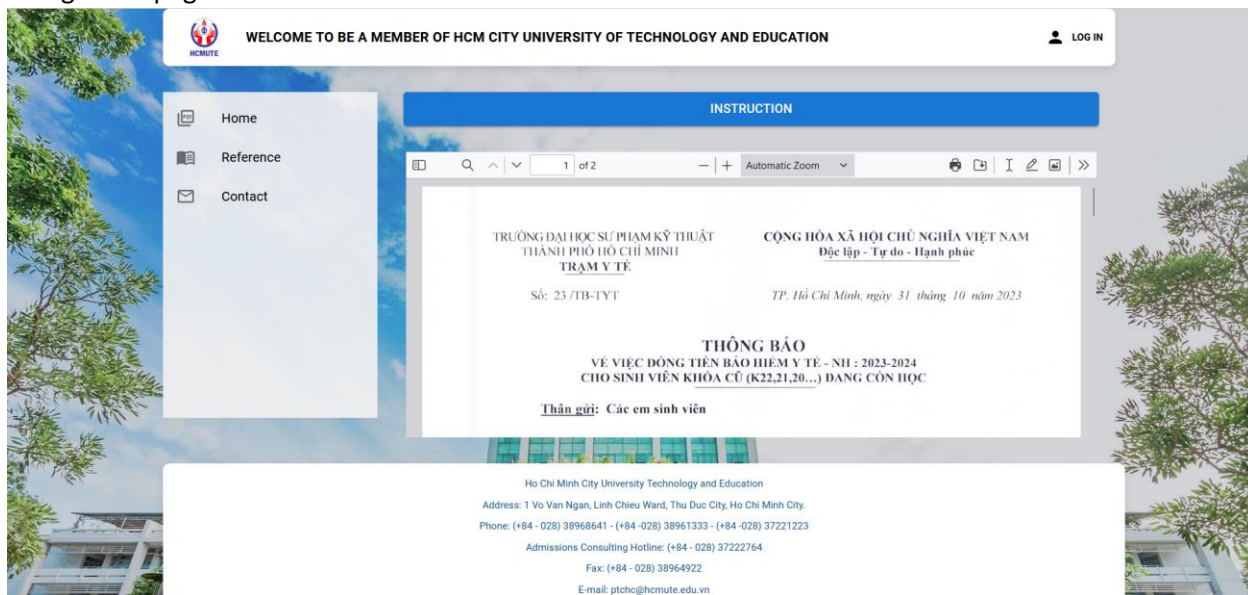 WELCOME TO BE A MEMBER OF HCM CITY UNIVERSITY OF TECHNOLOGY AND EDUCATION
LOG IN
HCMUTE
Home
Reference
Contact
INSTRUCTION
1 of 2
Automatic Zoom
TRƯỜNG ĐẠI HỌC SƯ PHẠM KỸ THUẬT
THÀNH PHỐ HỒ CHÍ MINH
TRẠM Y TẾ
Số: 23 /TB-TYT
CỘNG HÒA XÃ HỘI CHỦ NGHĨA VIỆT NAM
Độc lập - Tự do - Hạnh phúc
TP. Hồ Chí Minh, ngày 31 tháng 10 năm 2023
THÔNG BÁO
VỀ VIỆC ĐÓNG TIỀN BẢO HIỂM Y TẾ - NH : 2023-2024
CHO SINH VIÊN KHÓA CŨ (K22,21,20...) ĐANG CÒN HỌC
Thân gửi: Các em sinh viên
Ho Chi Minh City University Technology and Education
Address: 1 Vo Van Ngan, Linh Chieu Ward, Thu Duc City, Ho Chi Minh City.
Phone: (+84 - 028) 38968641 - (+84 -028) 38961333 - (+84 -028) 37221223
Admissions Consulting Hotline: (+84 - 028) 37222764
Fax: (+84 - 028) 38964922
E-mail: ptchc@hcmute.edu.vn